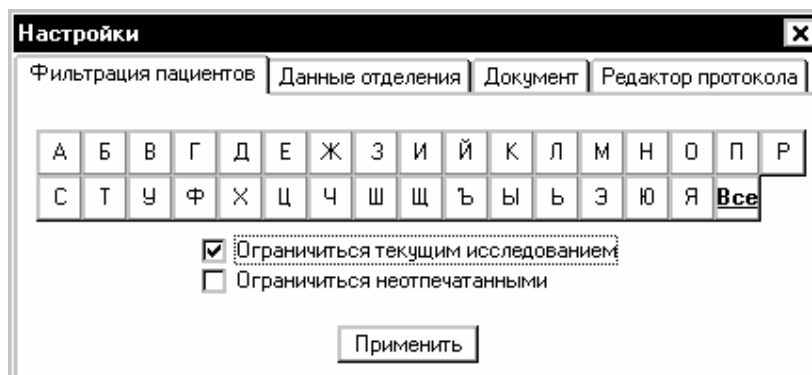 Настройки
Фильтрация пациентов Данные отделения Документ Редактор протокола
А Б В Г Д Е Ж З И Й К Л М Н О П Р
С Т У Ф Х Ц Ч Ш Щ Ъ Ы Ь Э Ю Я Все
Ограничиться текущим исследованием
Ограничиться неотпечатанными
Применить